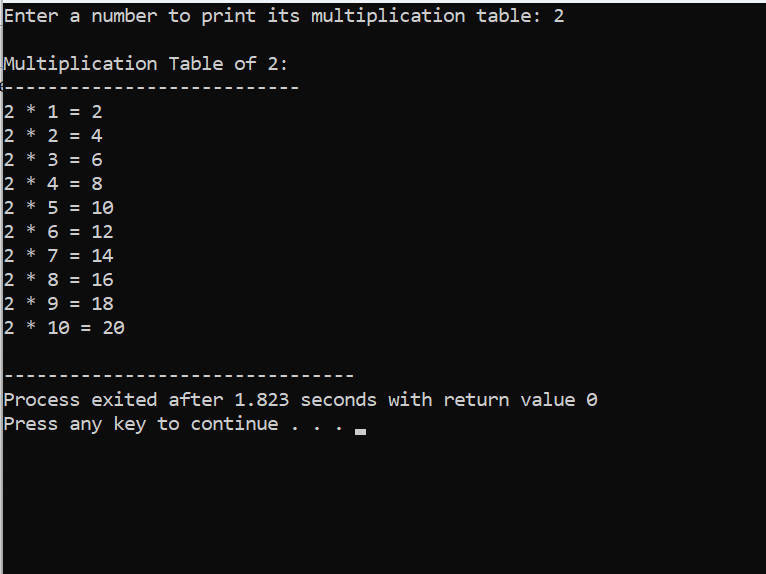 Enter a number to print its multiplication table: 2
Multiplication Table of 2:
---------------------------
2 * 1 = 2
2 * 2 = 4
2 * 3 = 6
2 * 4 = 8
2 * 5 = 10
2 * 6 = 12
2 * 7 = 14
2 * 8 = 16
2 * 9 = 18
2 * 10 = 20
--------------------------------
Process exited after 1.823 seconds with return value 0
Press any key to continue . . .